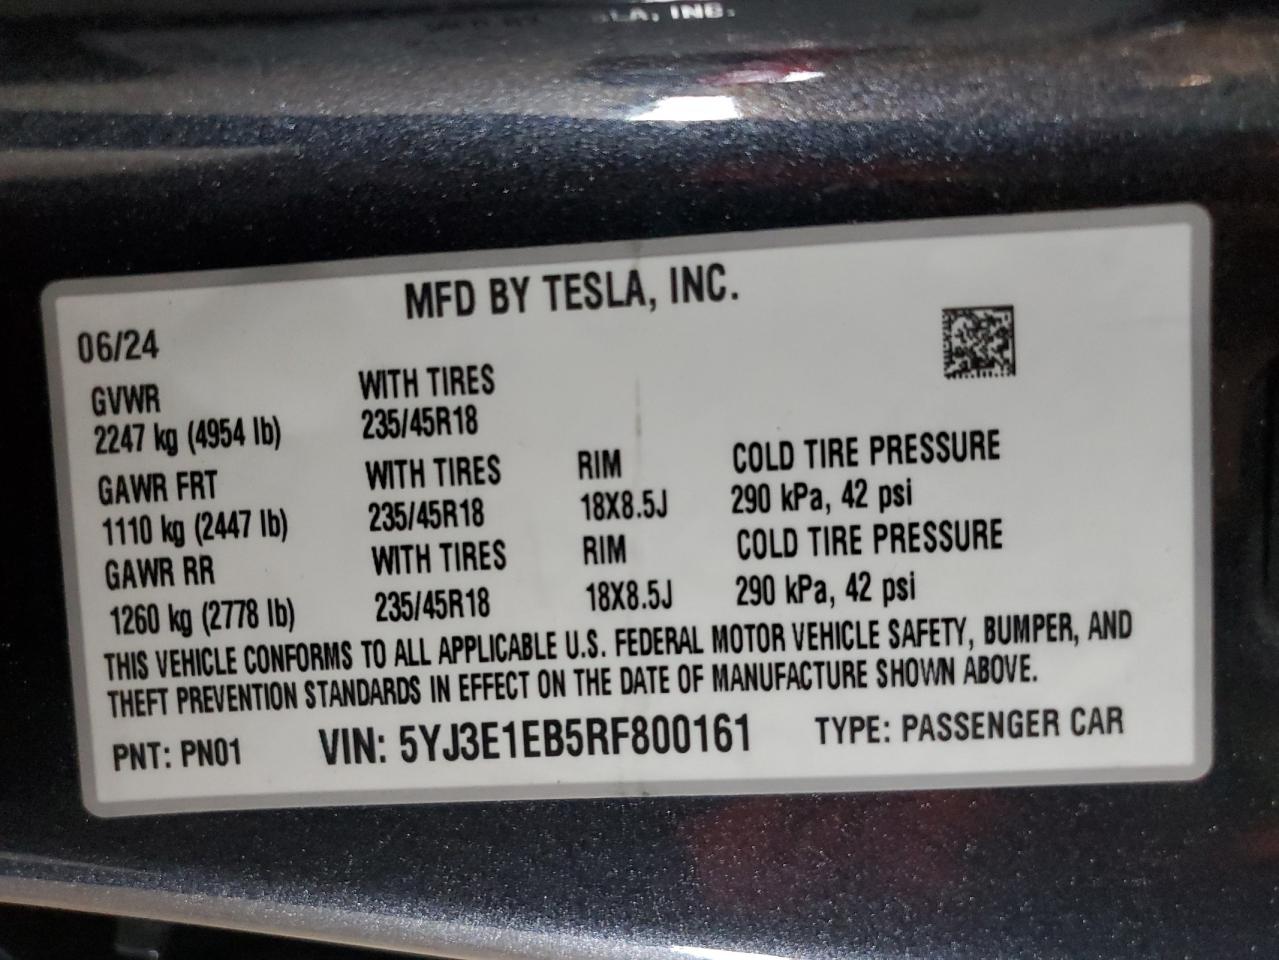 LA, INC.
MFD BY TESLA, INC.
06/24
GVWR WITH TIRES
2247 kg (4954 lb) 235/45R18
GAWR FRT WITH TIRES RIM COLD TIRE PRESSURE
1110 kg (2447 lb) 235/45R18 18X8.5J 290 kPa, 42 psi
GAWR RR WITH TIRES RIM COLD TIRE PRESSURE
1260 kg (2778 lb) 235/45R18 18X8.5J 290 kPa, 42 psi
THIS VEHICLE CONFORMS TO ALL APPLICABLE U.S. FEDERAL MOTOR VEHICLE SAFETY, BUMPER, AND
THEFT PREVENTION STANDARDS IN EFFECT ON THE DATE OF MANUFACTURE SHOWN ABOVE.
PNT: PN01 VIN: 5YJ3E1EB5RF800161 TYPE: PASSENGER CAR